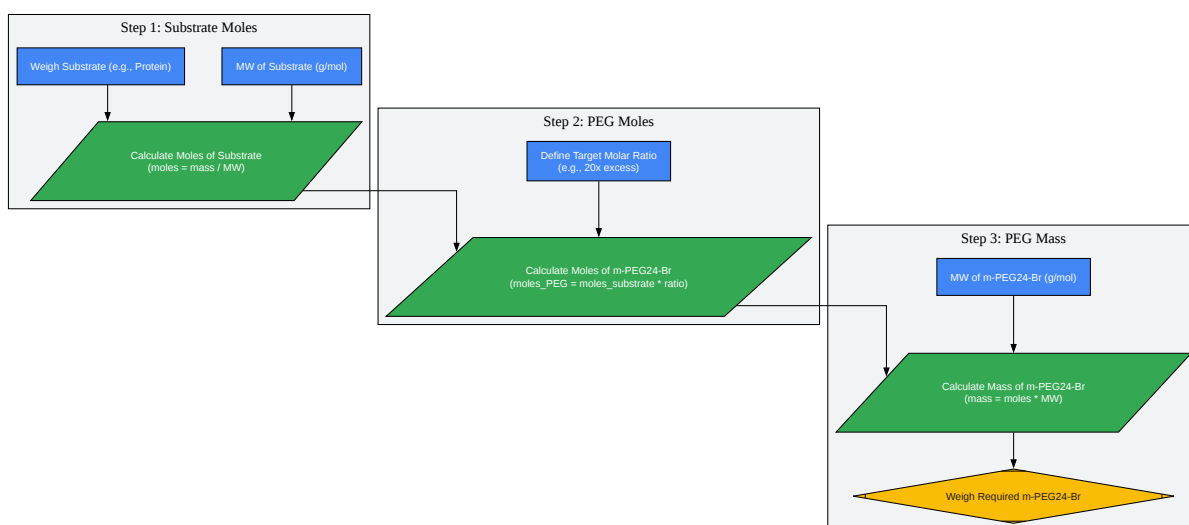 Step 1: Substrate Moles
Weigh Substrate (e.g., Protein)
MW of Substrate (g/mol)
Calculate Moles of Substrate
(moles = mass / MW)
Step 2: PEG Moles
Define Target Molar Ratio
(e.g., 20x excess)
Calculate Moles of m-PEG24-Br
(moles_PEG = moles_substrate * ratio)
Step 3: PEG Mass
MW of m-PEG24-Br (g/mol)
Calculate Mass of m-PEG24-Br
(mass = moles * MW)
Weigh Required m-PEG24-Br